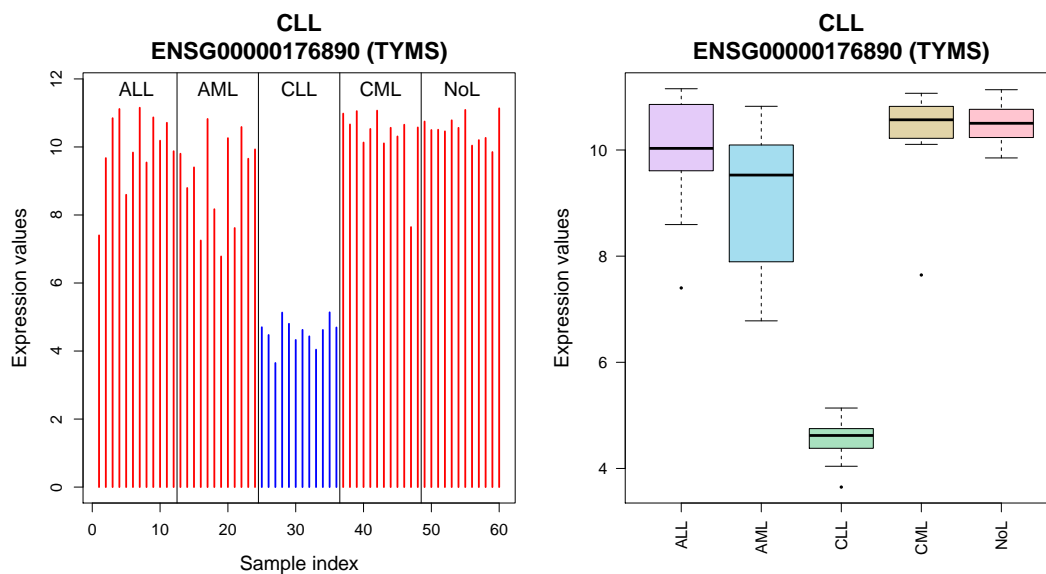 CLL
ENSG00000176890 (TYMS)
ALL AML CLL CML NoL
Expression values
0
2
4
6
8
10
12
0 10 20 30 40 50 60
Sample index
CLL
ENSG00000176890 (TYMS)
Expression values
4
6
8
10
ALL
AML
CLL
CML
NoL